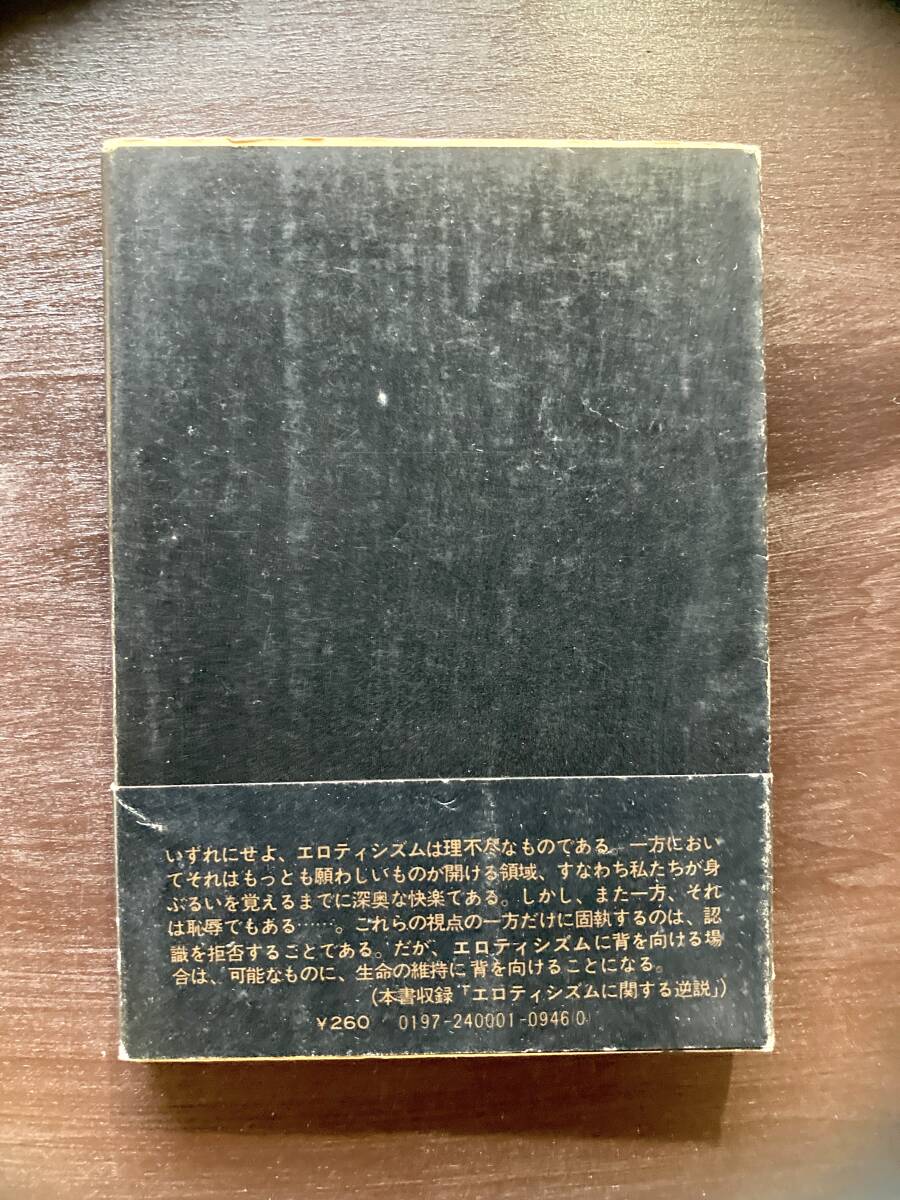 いずれにせよ、エロティシズムは理不尽なものである。一方におい
てそれはもっとも願わしいものが開ける領域、すなわち私たちが身
ぶるいを覚えるまでに深奥な快楽である。しかし、また一方、それ
は恥辱でもある……。これらの視点の一方だけに固執するのは、認
識を拒否することである。だが、エロティシズムに背を向ける場
合は、可能なものに、生命の維持に背を向けることになる。
(本書収録「エロティシズムに関する逆説」)
¥260 0197-240001-0946(0)